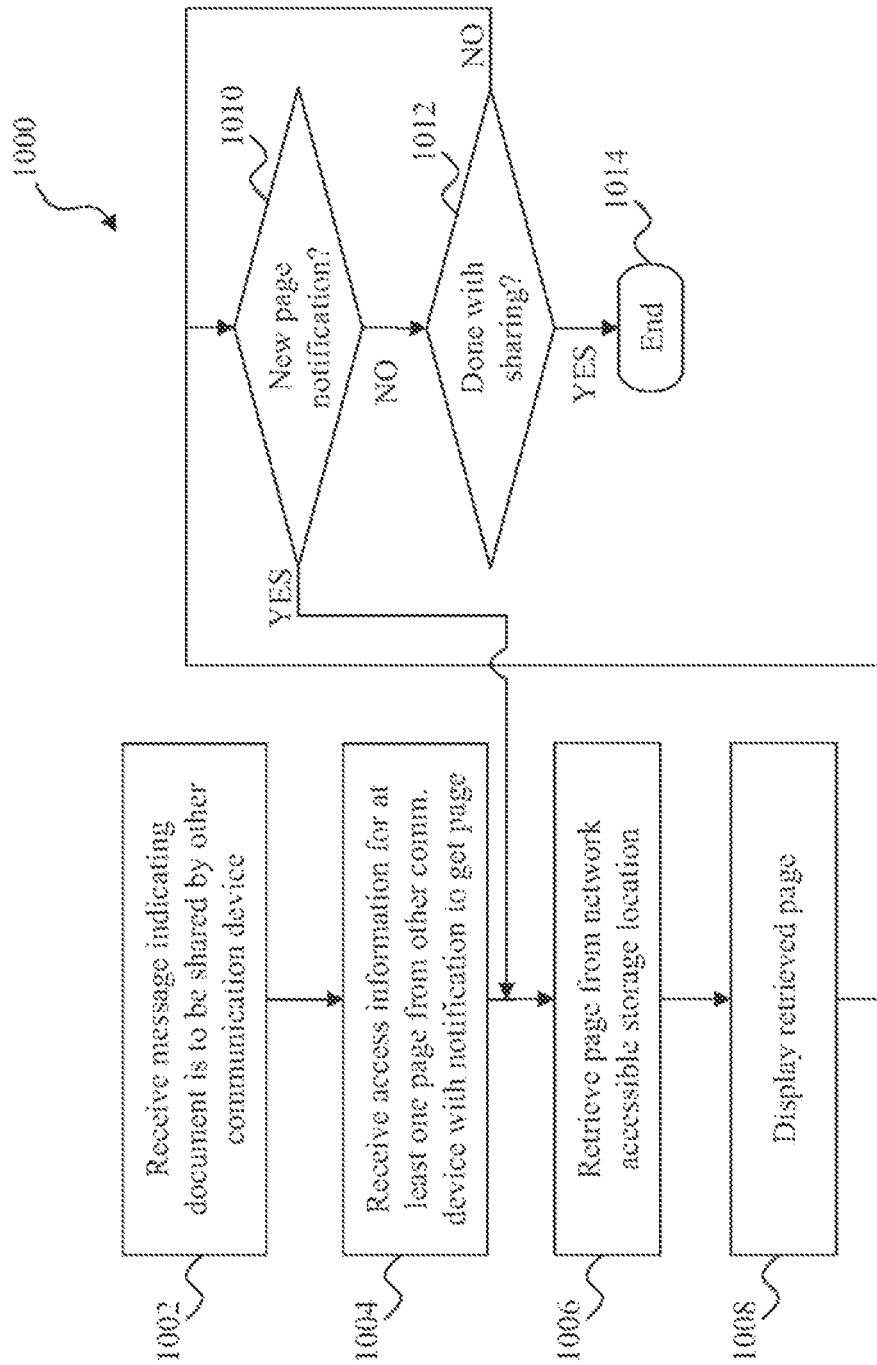 1000
1002
Receive message indicating
document is to be shared by other
communication device
1004
Receive access information for at
least one page from other comm.
device with notification to get page
1006
Retrieve page from network
accessible storage location
1008
Display retrieved page
1010
New page
notification?
YES
NO
1012
Done with
sharing?
NO
YES
1014
End